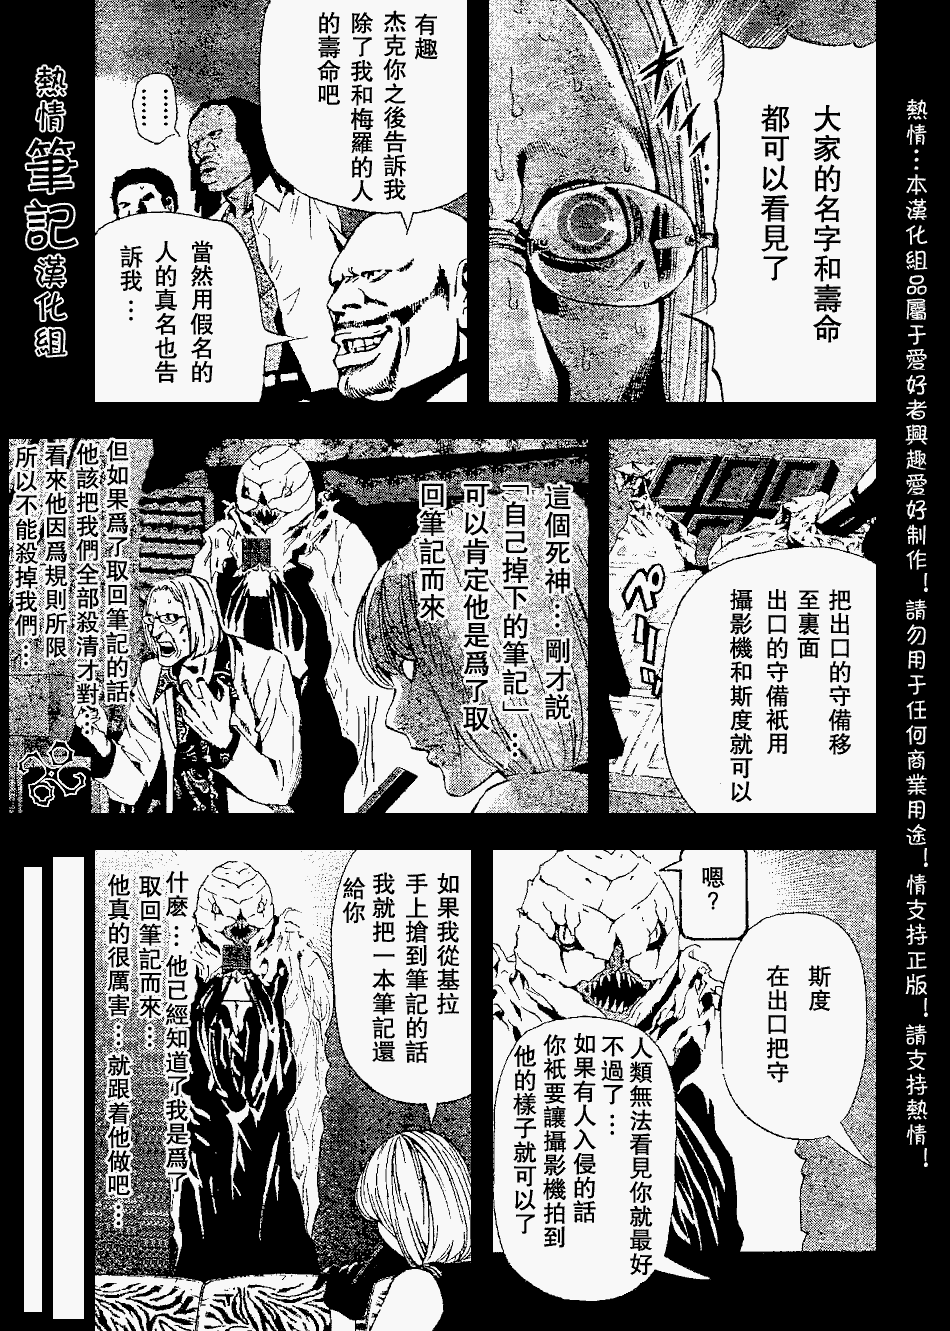 大家的名字和壽命
都可以看見了
有趣
杰克你之後告訴我
除了我和梅羅的人
的壽命吧
……
當然用假名的
人的真名也告
訴我…
把出口的守備移
至裏面
出口的守備祇用
攝影機和斯度就可以
ペリ
這個死神…剛才説
「自己掉下的筆記」…
可以肯定他是爲了取
回筆記而來
但如果爲了取回筆記的話
他該把我們全部殺清才對…
看來他因爲規則所限
所以不能殺掉我們…
斯度
在出口把守
嗯?
人類無法看見你就最好
不過了…
如果有人入侵的話
你祇要讓攝影機拍到
他的樣子就可以了
如果我從基拉
手上搶到筆記的話
我就把一本筆記還
給你
什麽…他已經知道了我是爲了
取回筆記而來…
他真的很厲害…就跟着他做吧…
熱情…本漢化組品屬于愛好者興趣愛好制作！請勿用于任何商業用途！情支持正版！請支持熱情！
熱情筆記漢化組